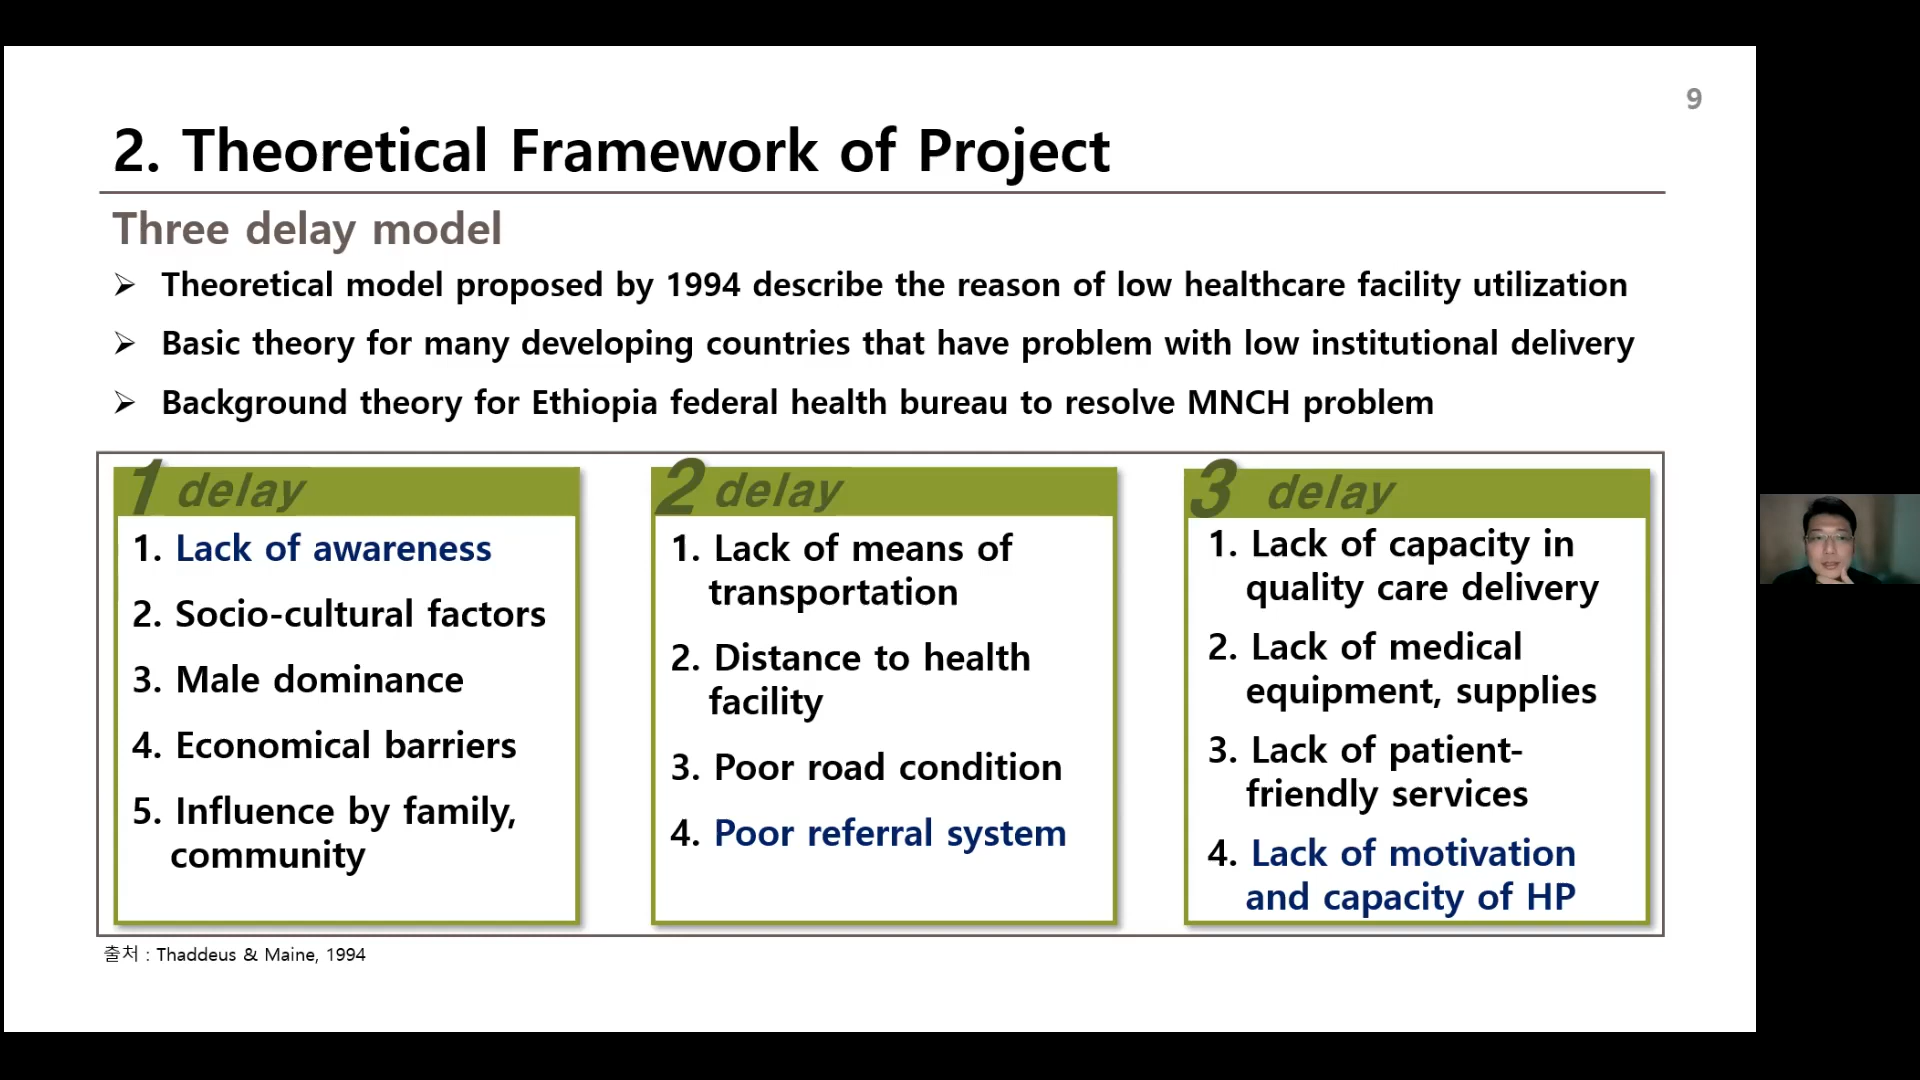 9
2. Theoretical Framework of Project
Three delay model
➢ Theoretical model proposed by 1994 describe the reason of low healthcare facility utilization
➢ Basic theory for many developing countries that have problem with low institutional delivery
➢ Background theory for Ethiopia federal health bureau to resolve MNCH problem
1 delay
1. Lack of awareness
2. Socio-cultural factors
3. Male dominance
4. Economical barriers
5. Influence by family,
community
2 delay
1. Lack of means of
transportation
2. Distance to health
facility
3. Poor road condition
4. Poor referral system
3 delay
1. Lack of capacity in
quality care delivery
2. Lack of medical
equipment, supplies
3. Lack of patient-
friendly services
4. Lack of motivation
and capacity of HP
출처 : Thaddeus & Maine, 1994